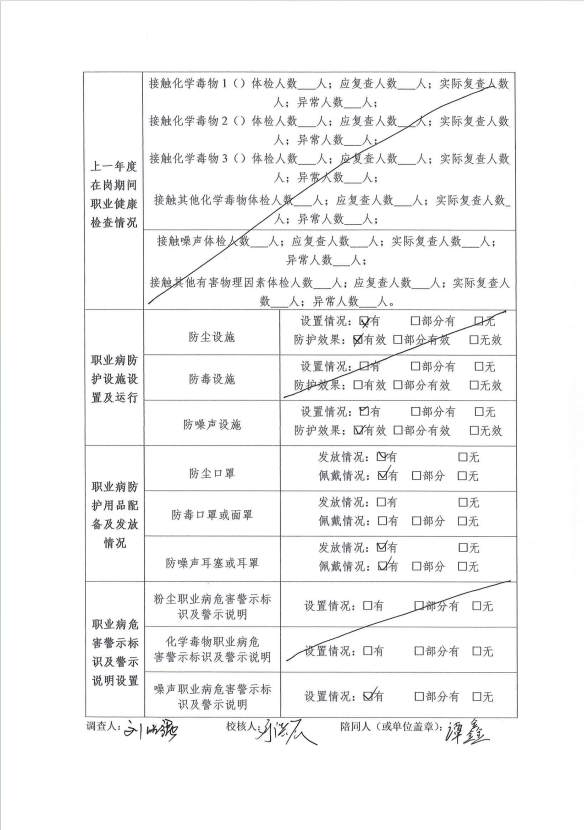 上一年度
在岗期间
职业健康
检查情况
接触化学毒物1（）体检人数___人；应复查人数___人；实际复查人数
___人；异常人数___人；
接触化学毒物2（）体检人数___人；应复查人数___人；实际复查人数
___人；异常人数___人；
接触化学毒物3（）体检人数___人；应复查人数___人；实际复查人数
___人；异常人数___人；
接触其他化学毒物体检人数___人；应复查人数___人；实际复查人数_
__人；异常人数___人；
接触噪声体检人数___人；应复查人数___人；实际复查人数___人；
异常人数___人；
接触其他有害物理因素体检人数___人；应复查人数___人；实际复查人
数___人；异常人数___人。
职业病防
护设施设
置及运行
防尘设施
设置情况：☑有 □部分有 □无
防护效果：☑有效 □部分有效 □无效
防毒设施
设置情况：□有 □部分有 □无
防护效果：□有效 □部分有效 □无效
防噪声设施
设置情况：☑有 □部分有 □无
防护效果：☑有效 □部分有效 □无效
职业病防
护用品配
备及发放
情况
防尘口罩
发放情况：☑有 □无
佩戴情况：☑有 □部分 □无
防毒口罩或面罩
发放情况：□有 □无
佩戴情况：□有 □部分 □无
防噪声耳塞或耳罩
发放情况：☑有 □无
佩戴情况：☑有 □部分 □无
职业病危
害警示标
识及警示
说明设置
粉尘职业病危害警示标
识及警示说明
设置情况：□有 □部分有 □无
化学毒物职业病危
害警示标识及警示说明
设置情况：□有 □部分有 □无
噪声职业病危害警示标
识及警示说明
设置情况：☑有 □部分有 □无
调查人： 校核人： 陪同人（或单位盖章）：谭鑫